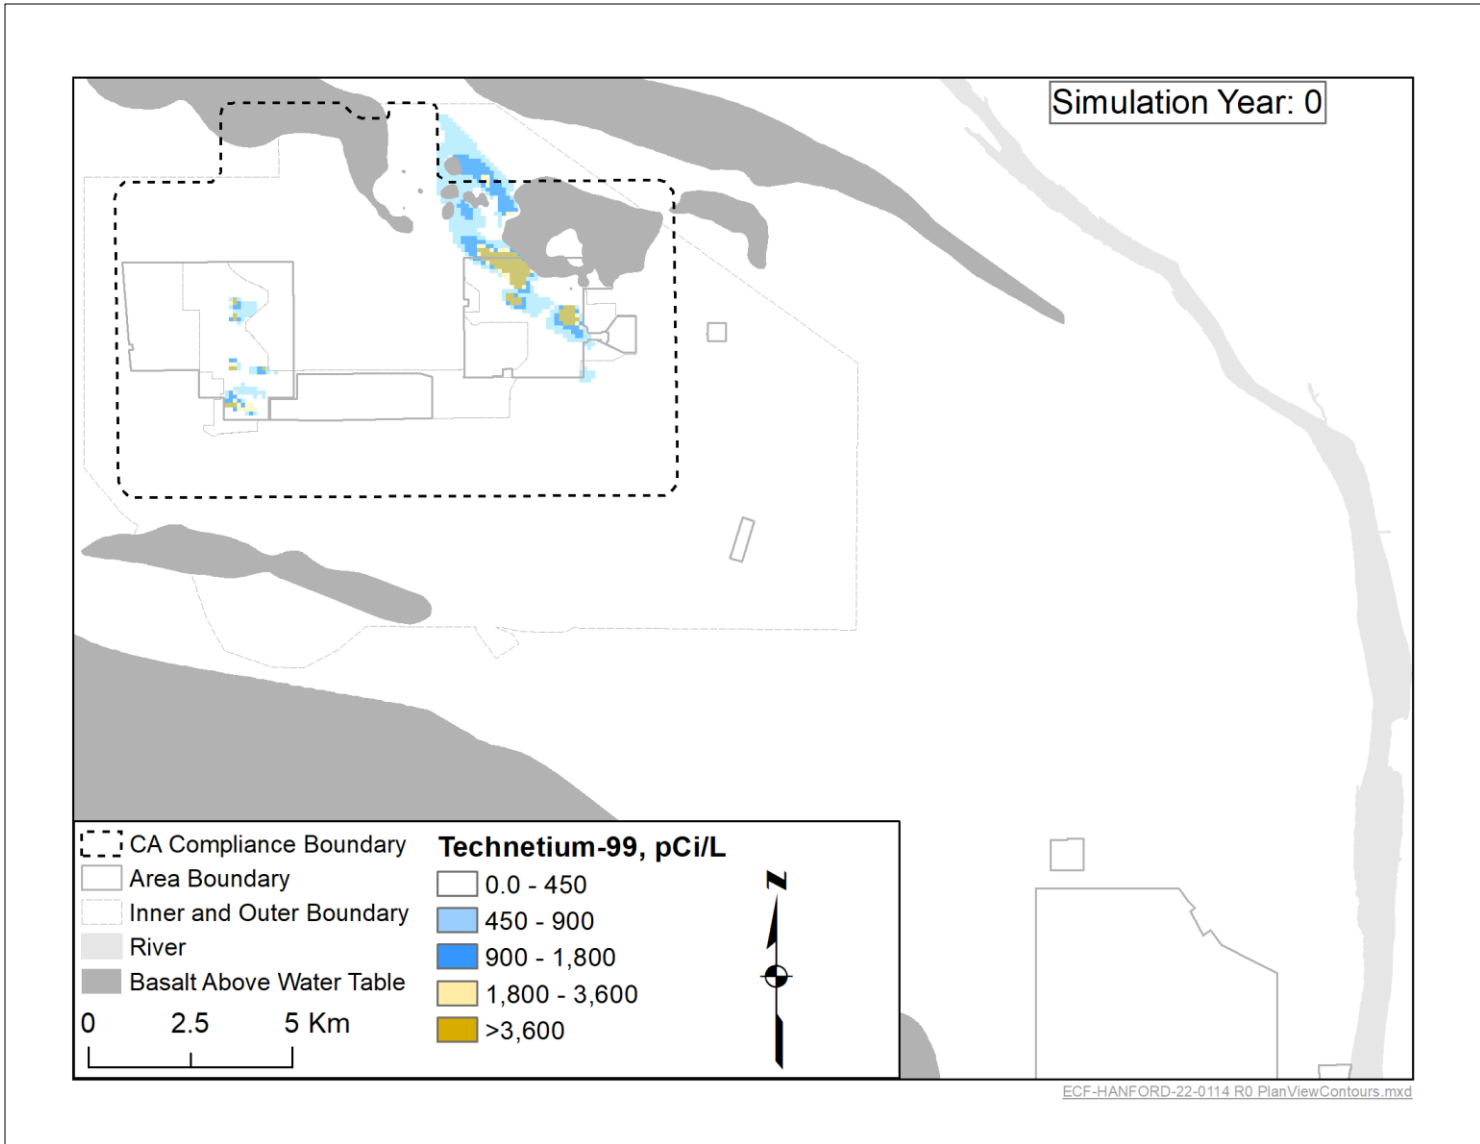 Simulation Year: 0
CA Compliance Boundary
Area Boundary
Inner and Outer Boundary
River
Basalt Above Water Table
0 2.5 5 Km
Technetium-99, pCi/L
0.0 - 450
450 - 900
900 - 1,800
1,800 - 3,600
>3,600
N
ECF-HANFORD-22-0114 R0 PlanViewContours.mxd